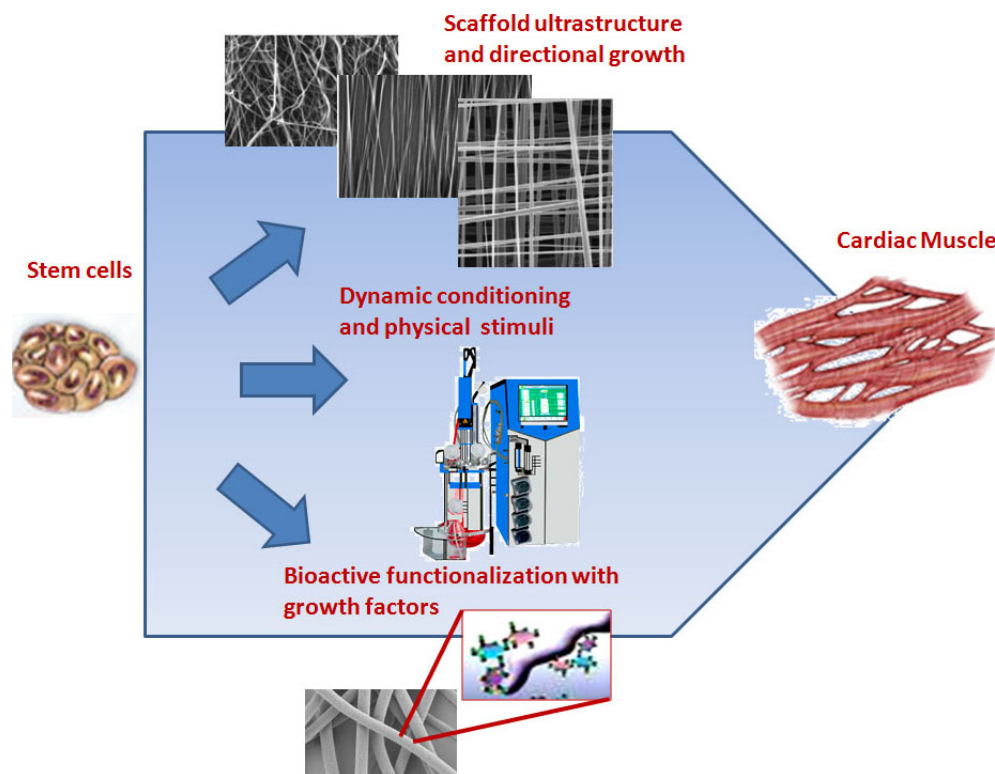 Scaffold ultrastructure
and directional growth
Stem cells
Cardiac Muscle
Dynamic conditioning
and physical stimuli
Bioactive functionalization with
growth factors